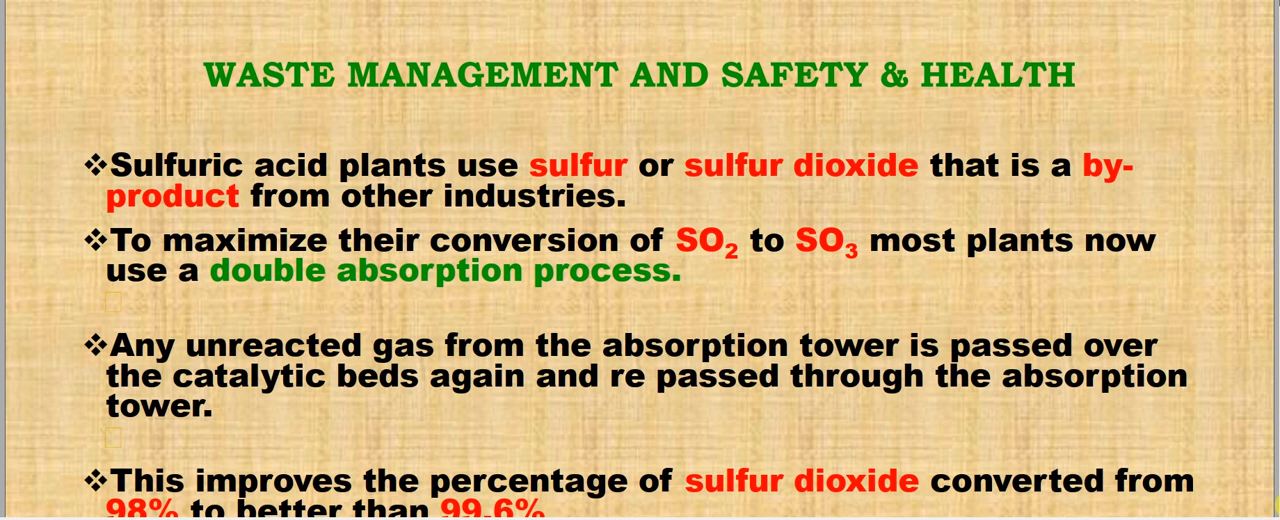 WASTE MANAGEMENT AND SAFETY & HEALTH
❖Sulfuric acid plants use sulfur or sulfur dioxide that is a by-
product from other industries.
❖To maximize their conversion of SO₂ to SO₃ most plants now
use a double absorption process.
❖Any unreacted gas from the absorption tower is passed over
the catalytic beds again and re passed through the absorption
tower.
❖This improves the percentage of sulfur dioxide converted from
98% to better than 99.6%